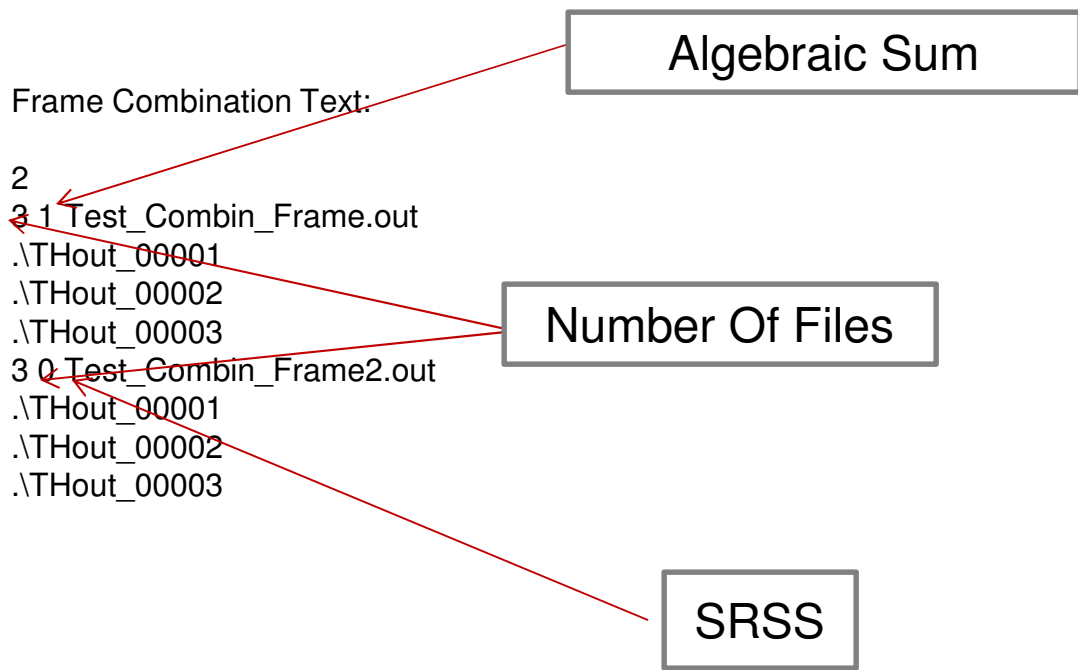 Algebraic Sum
Frame Combination Text:
2
3 1 Test_Combin_Frame.out
.\THout_00001
.\THout_00002
.\THout_00003
Number Of Files
3 0 Test_Combin_Frame2.out
.\THout_00001
.\THout_00002
.\THout_00003
SRSS